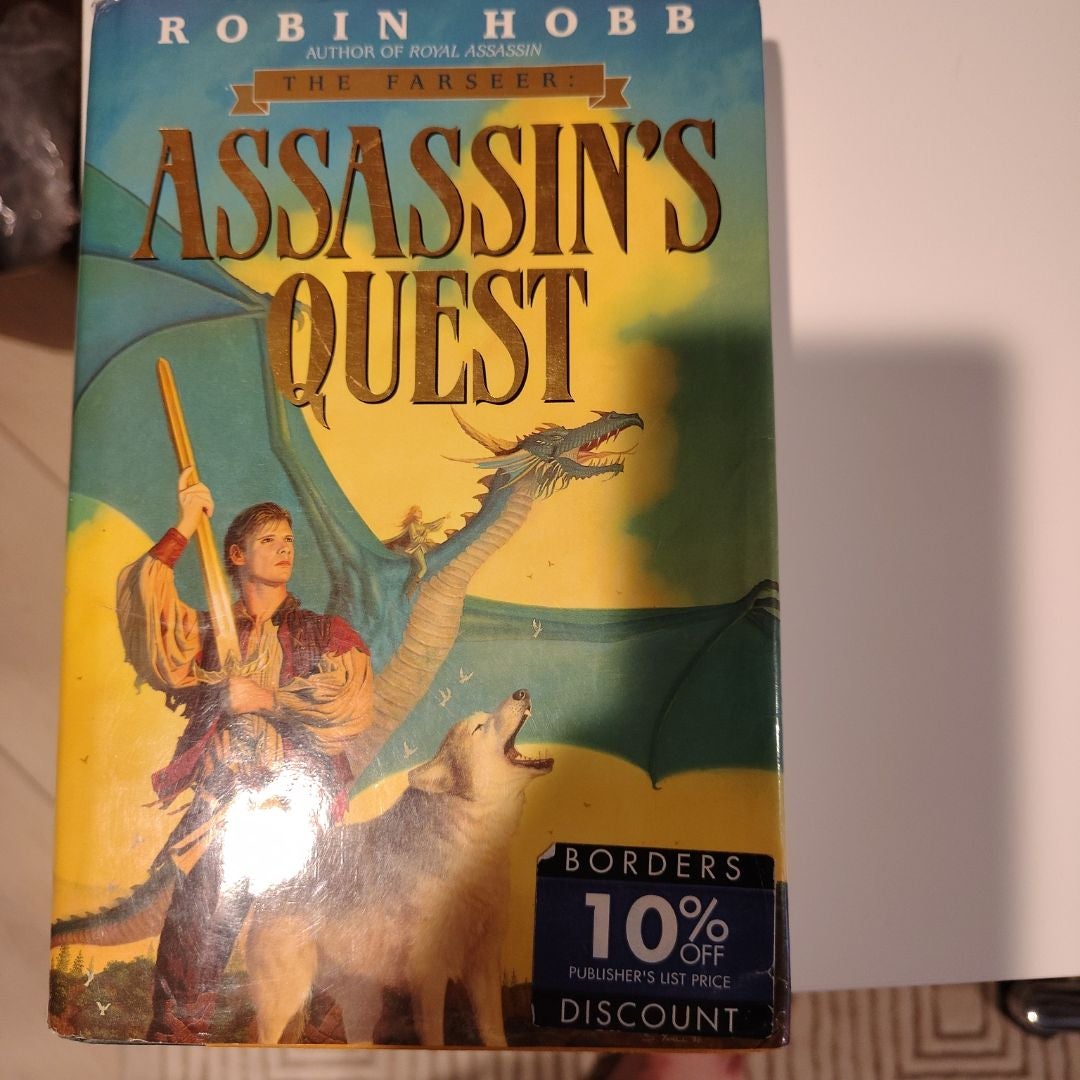 ROBIN HOBB
AUTHOR OF ROYAL ASSASSIN
THE FARSEER:
ASSASSIN'S
QUEST
BORDERS
10% OFF
PUBLISHER'S LIST PRICE
DISCOUNT